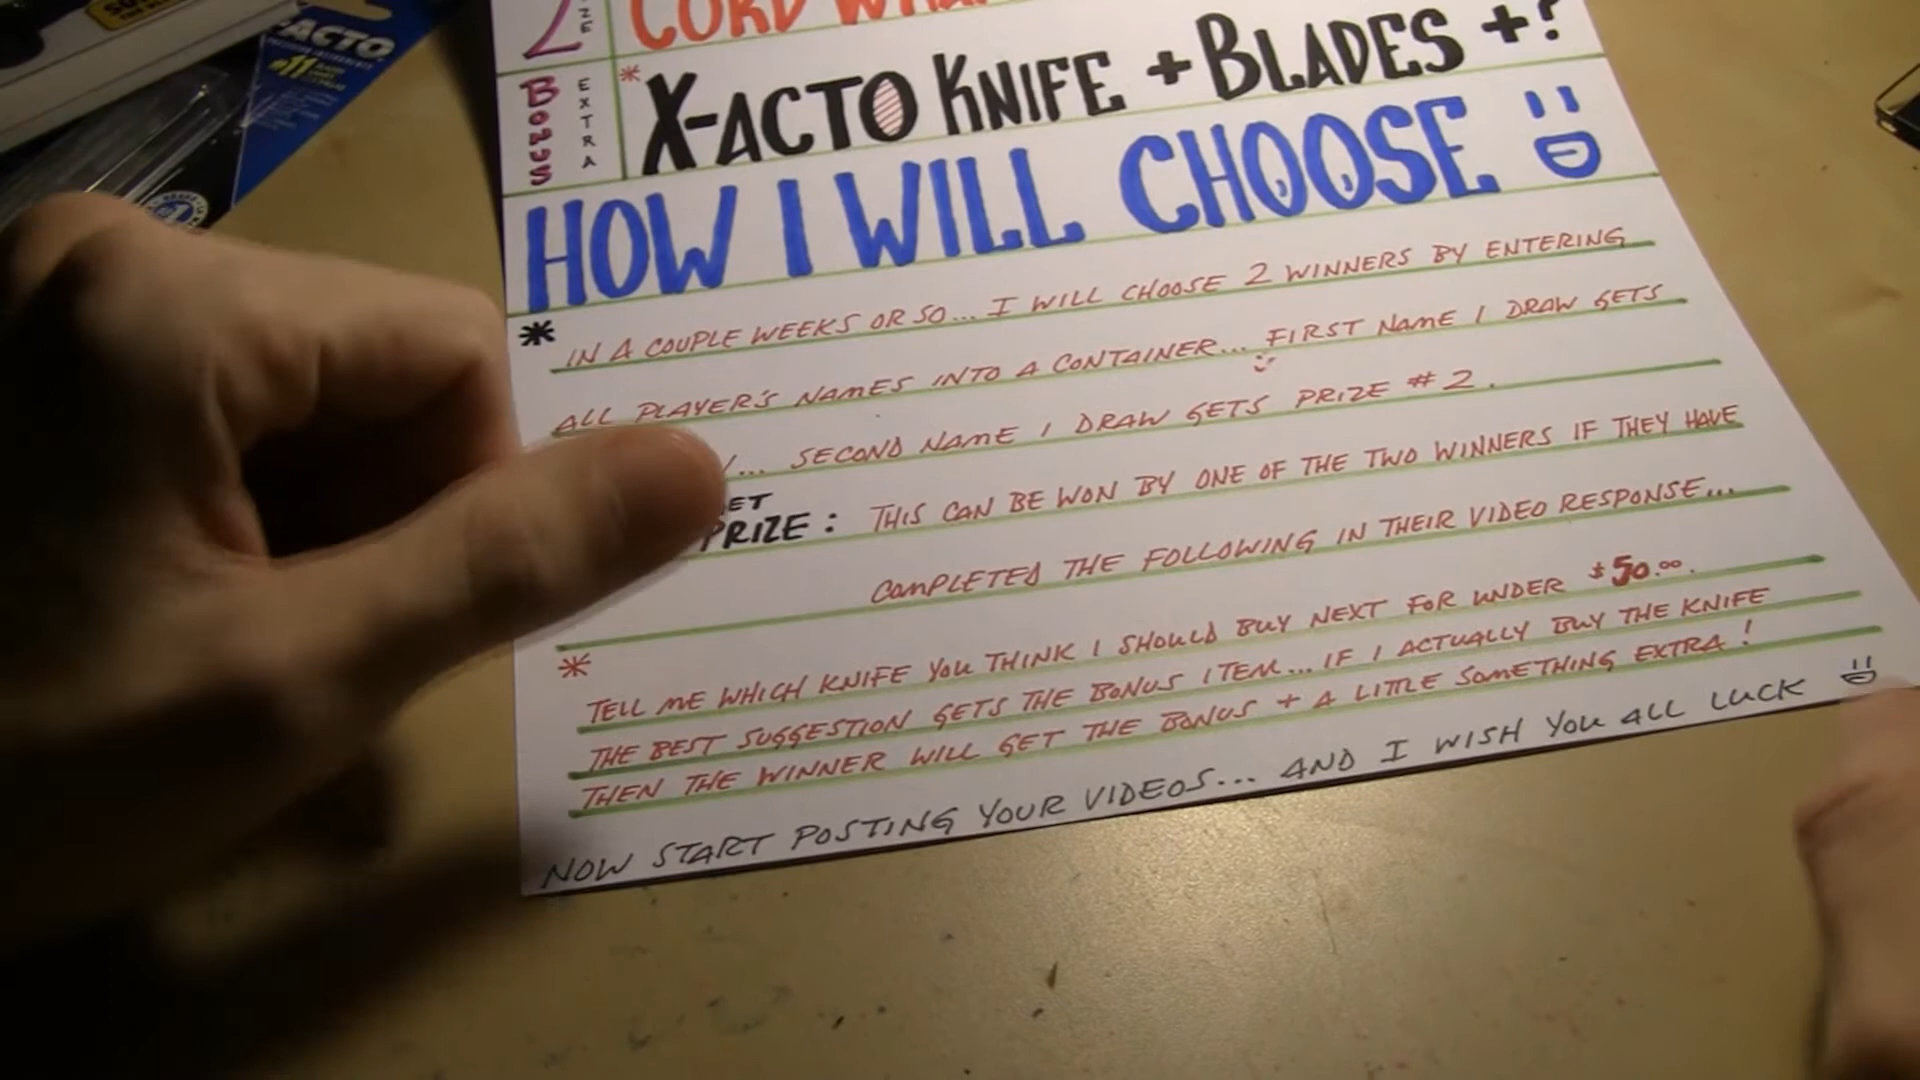 X-ACTO
#11
2
CORD
BONUS
EXTRA
* X-ACTO KNIFE + BLADES + ?
HOW I WILL CHOOSE
* IN A COUPLE WEEKS OR SO... I WILL CHOOSE 2 WINNERS BY ENTERING
ALL PLAYER'S NAMES INTO A CONTAINER... FIRST NAME I DRAW GETS
... SECOND NAME I DRAW GETS PRIZE #2.
PRIZE: THIS CAN BE WON BY ONE OF THE TWO WINNERS IF THEY HAVE
COMPLETED THE FOLLOWING IN THEIR VIDEO RESPONSE...
* TELL ME WHICH KNIFE YOU THINK I SHOULD BUY NEXT FOR UNDER $50.00.
THE BEST SUGGESTION GETS THE BONUS ITEM... IF I ACTUALLY BUY THE KNIFE
THEN THE WINNER WILL GET THE BONUS + A LITTLE SOMETHING EXTRA!
NOW START POSTING YOUR VIDEOS... AND I WISH YOU ALL LUCK